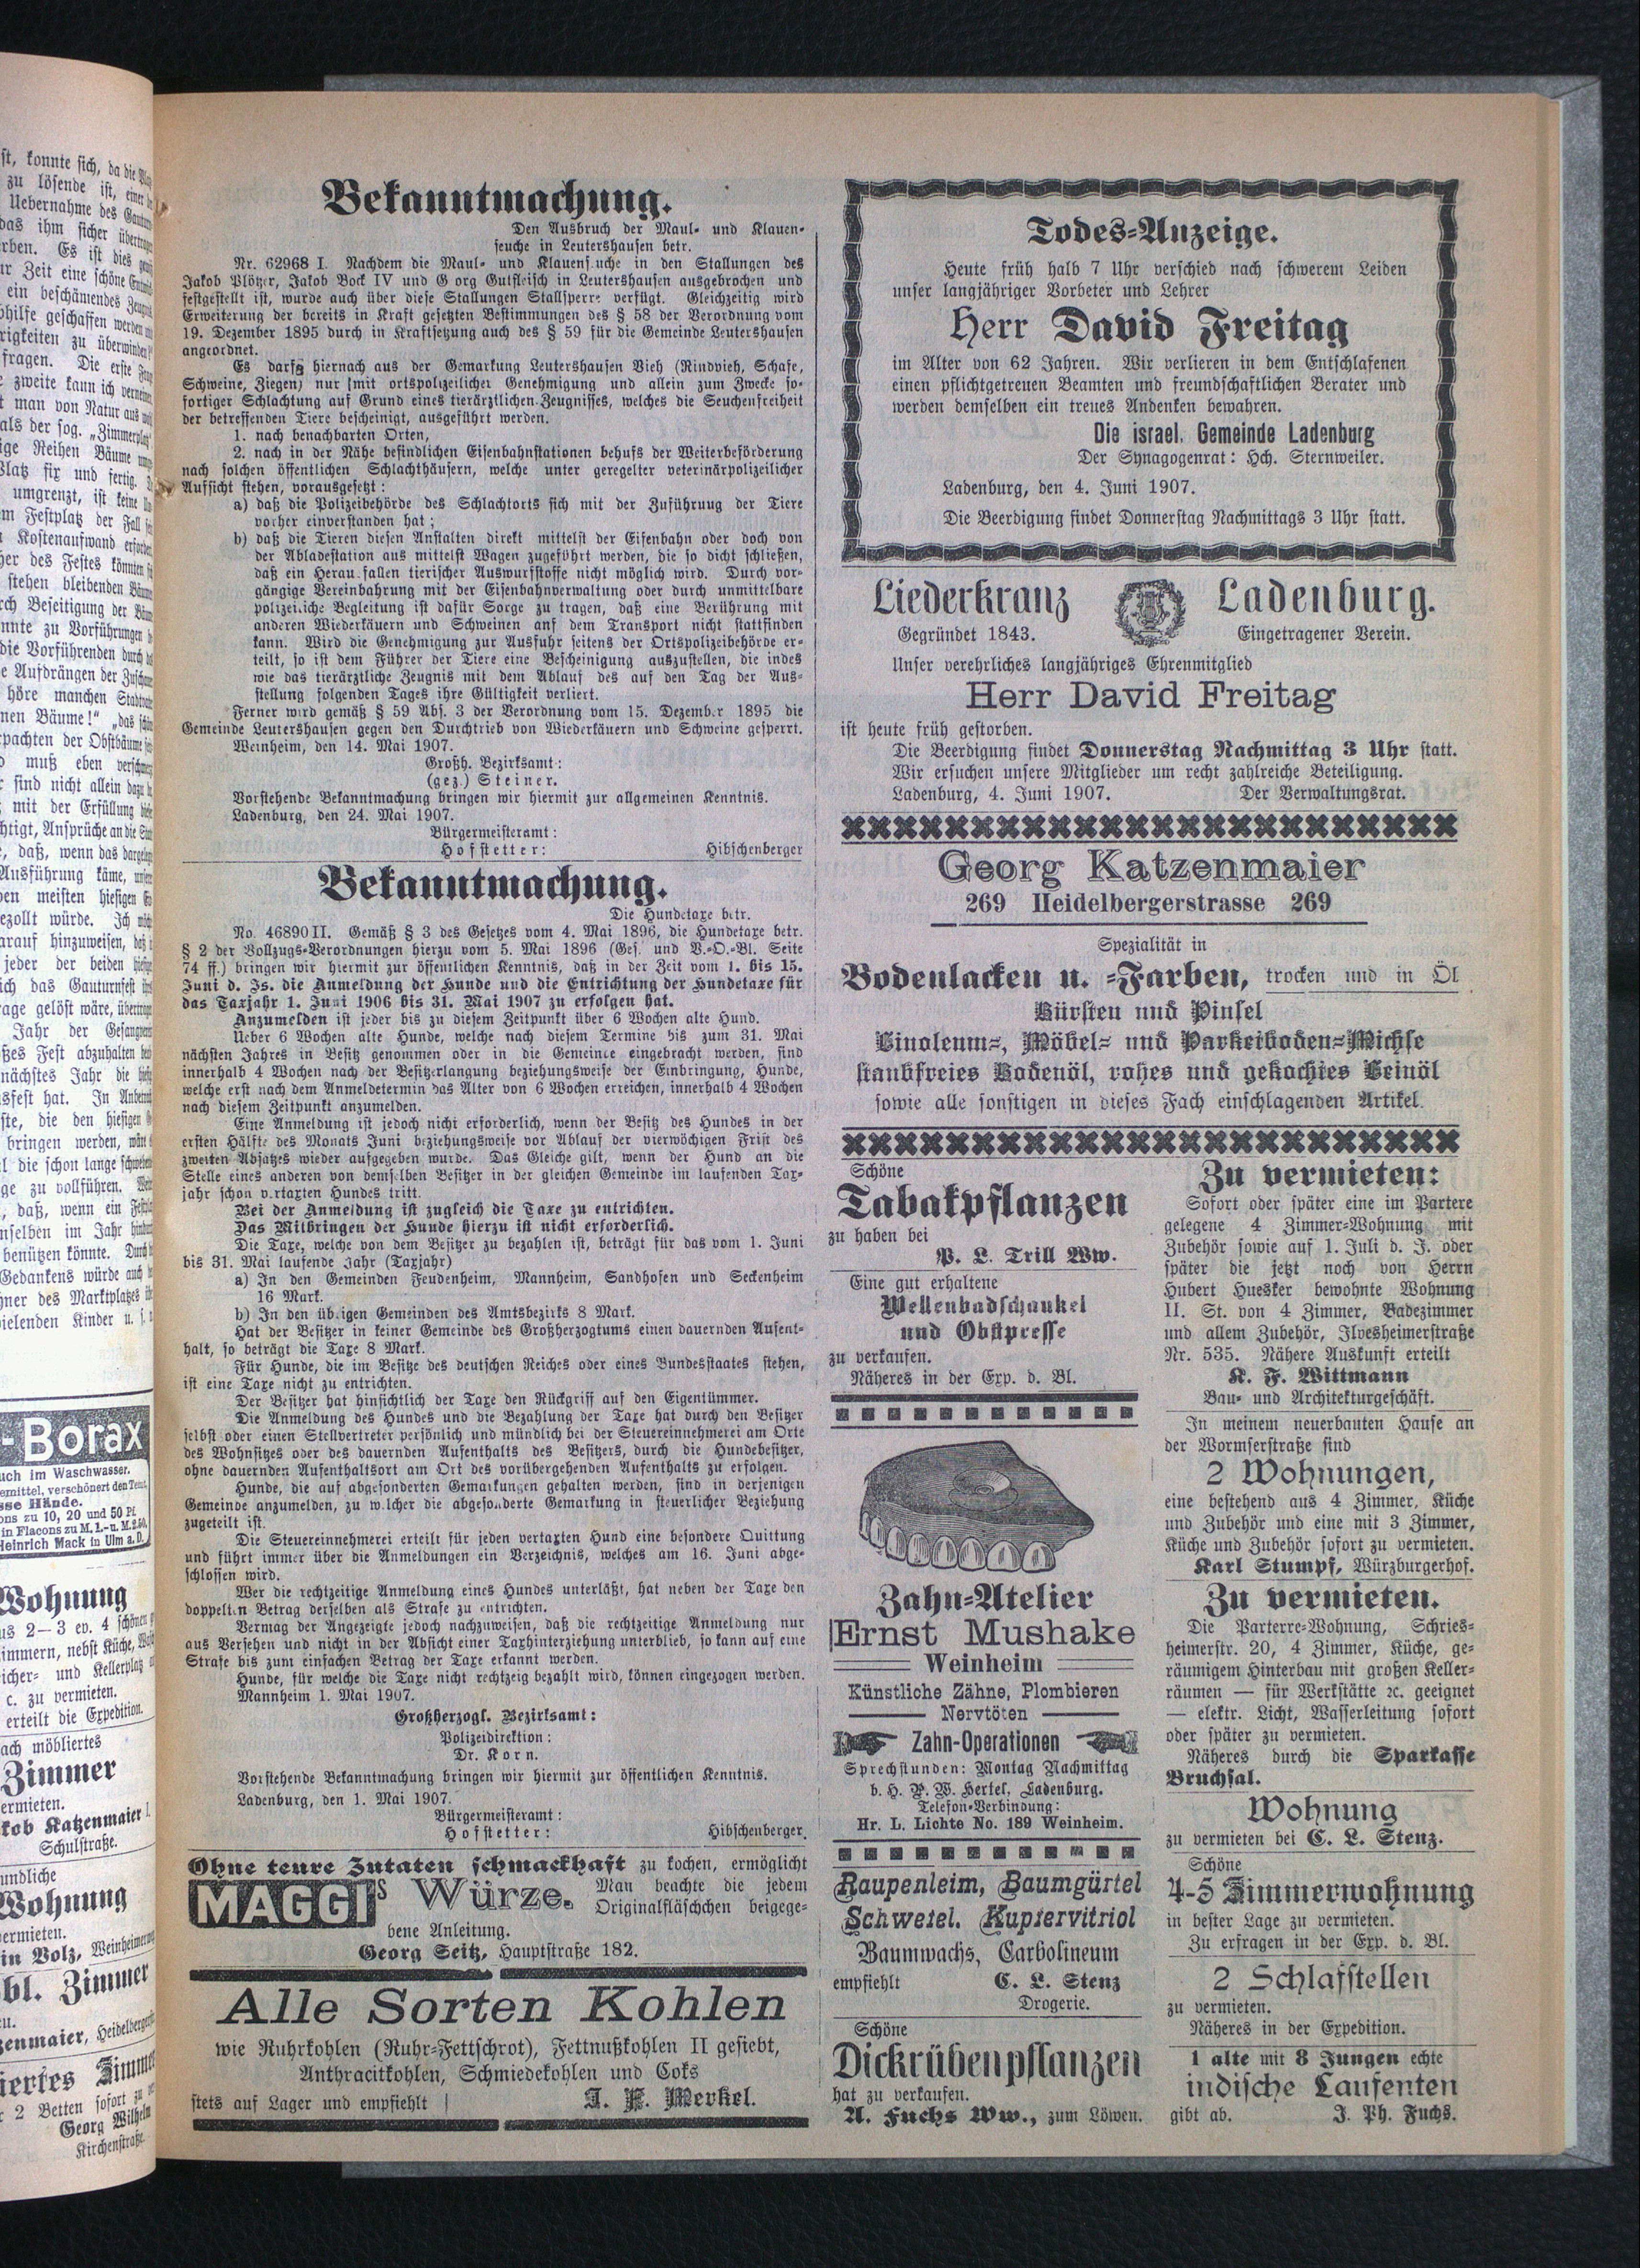 Bekanntmachung.
Den Ausbruch der Maul- und Klauen-
seuche in Leutershausen betr.
Nr. 62968 I. Nachdem die Maul- und Klauens uche in den Stallungen des
Jakob Plötzer, Jakob Bock IV und G org Gutfleisch in Leutershausen ausgebrochen und
festgestellt ist, wurde auch über diese Stallungen Stallsperre verfügt. Gleichzeitig wird
Erweiterung der bereits in Kraft gesetzten Bestimmungen des § 58 der Verordnung vom
19. Dezember 1895 durch in Kraftsetzung auch des § 59 für die Gemeinde Leutershausen
angeordnet.
Es darf hiernach aus der Gemarkung Leutershausen Vieh (Rindvieh, Schafe,
Schweine, Ziegen) nur mit ortspolizeilicher Genehmigung und allein zum Zwecke so-
fortiger Schlachtung auf Grund eines tierärztlichen Zeugnisses, welches die Seuchenfreiheit
der betreffenden Tiere bescheinigt, ausgeführt werden.
1. nach benachbarten Orten,
2. nach in der Nähe befindlichen Eisenbahnstationen behufs der Weiterbeförderung
nach solchen öffentlichen Schlachthäusern, welche unter geregelter veterinärpolizeilicher
Aufsicht stehen, vorausgesetzt:
a) daß die Polizeibehörde des Schlachtorts sich mit der Zuführuug der Tiere
vorher einverstanden hat;
b) daß die Tieren diesen Anstalten direkt mittelst der Eisenbahn oder doch von
der Abladestation aus mittelst Wagen zugeführt werden, die so dicht schließen,
daß ein Herau fallen tierischer Auswurfstoffe nicht möglich wird. Durch vor-
gängige Vereinbahrung mit der Eisenbahnverwaltung oder durch unmittelbare
polizeiliche Begleitung ist dafür Sorge zu tragen, daß eine Berührung mit
anderen Wiederkäuern und Schweinen auf dem Transport nicht stattfinden
kann. Wird die Genehmigung zur Ausfuhr seitens der Ortspolizeibehörde er-
teilt, so ist dem Führer der Tiere eine Bescheinigung auszustellen, die indes
wie das tierärztliche Zeugnis mit dem Ablauf des auf den Tag der Aus-
stellung folgenden Tages ihre Gültigkeit verliert.
Ferner wird gemäß § 59 Abs. 3 der Verordnung vom 15. Dezember 1895 die
Gemeinde Leutershausen gegen den Durchtrieb von Wiederkäuern und Schweine gesperrt.
Weinheim, den 14. Mai 1907.
Großh. Bezirksamt:
(gez.) Steiner.
Vorstehende Bekanntmachung bringen wir hiermit zur allgemeinen Kenntnis.
Ladenburg, den 24. Mai 1907.
Bürgermeisteramt:
Hofstetter: Hibschenberger
Bekanntmachung.
Die Hundetaxe betr.
No. 46890 II. Gemäß § 3 des Gesetzes vom 4. Mai 1896, die Hundetaxe betr.
§ 2 der Vollzugs-Verordnungen hierzu vom 5. Mai 1896 (Ges. und V.-O.-Bl. Seite
74 ff.) bringen wir hiermit zur öffentlichen Kenntnis, daß in der Zeit vom 1. bis 15.
Juni d. Js. die Anmeldung der Hunde und die Entrichtung der Hundetaxe für
das Taxjahr 1. Juni 1906 bis 31. Mai 1907 zu erfolgen hat.
Anzumelden ist jeder bis zu diesem Zeitpunkt über 6 Wochen alte Hund.
Ueber 6 Wochen alte Hunde, welche nach diesem Termine bis zum 31. Mai
nächsten Jahres in Besitz genommen oder in die Gemeinde eingebracht werden, sind
innerhalb 4 Wochen nach der Besitzerlangung beziehungsweise der Einbringung, Hunde,
welche erst nach dem Anmeldetermin das Alter von 6 Wochen erreichen, innerhalb 4 Wochen
nach diesem Zeitpunkt anzumelden.
Eine Anmeldung ist jedoch nicht erforderlich, wenn der Besitz des Hundes in der
ersten Hälfte des Monats Juni beziehungsweise vor Ablauf der vierwöchigen Frist des
zweiten Absatzes wieder aufgegeben wurde. Das Gleiche gilt, wenn der Hund an die
Stelle eines anderen von demselben Besitzer in der gleichen Gemeinde im laufenden Tax-
jahr schon vertaxten Hundes tritt.
Bei der Anmeldung ist zugleich die Taxe zu entrichten.
Das Mitbringen der Hunde hierzu ist nicht erforderlich.
Die Taxe, welche von dem Besitzer zu bezahlen ist, beträgt für das vom 1. Juni
bis 31. Mai laufende Jahr (Taxjahr)
a) In den Gemeinden Feudenheim, Mannheim, Sandhofen und Seckenheim
16 Mark.
b) In den übrigen Gemeinden des Amtsbezirks 8 Mark.
Hat der Besitzer in keiner Gemeinde des Großherzogtums einen dauernden Aufent-
halt, so beträgt die Taxe 8 Mark.
Für Hunde, die im Besitze des deutschen Reiches oder eines Bundesstaates stehen,
ist eine Taxe nicht zu entrichten.
Der Besitzer hat hinsichtlich der Taxe den Rückgriff auf den Eigentümmer.
Die Anmeldung des Hundes und die Bezahlung der Taxe hat durch den Besitzer
selbst oder einen Stellvertreter persönlich und mündlich bei der Steuereinnehmerei am Orte
des Wohnsitzes oder des dauernden Aufenthalts des Besitzers, durch die Hundebesitzer,
ohne dauernden Aufenthaltsort am Ort des vorübergehenden Aufenthalts zu erfolgen.
Hunde, die auf abgesonderten Gemarkungen gehalten werden, sind in derjenigen
Gemeinde anzumelden, zu welcher die abgesonderte Gemarkung in steuerlicher Beziehung
zugeteilt ist.
Die Steuereinnehmerei erteilt für jeden vertaxten Hund eine besondere Quittung
und führt immer über die Anmeldungen ein Verzeichnis, welches am 16. Juni abge-
schlossen wird.
Wer die rechtzeitige Anmeldung eines Hundes unterläßt, hat neben der Taxe den
doppelten Betrag derselben als Strafe zu entrichten.
Vermag der Angezeigte jedoch nachzuweisen, daß die rechtzeitige Anmeldung nur
aus Versehen und nicht in der Absicht einer Taxhinterziehung unterblieb, so kann auf eine
Strafe bis zum einfachen Betrag der Taxe erkannt werden.
Hunde, für welche die Taxe nicht rechtzeig bezahlt wird, können eingezogen werden.
Mannheim 1. Mai 1907.
Großherzogl. Bezirksamt:
Polizeidirektion:
Dr. Korn.
Vorstehende Bekanntmachung bringen wir hiermit zur öffentlichen Kenntnis.
Ladenburg, den 1. Mai 1907.
Bürgermeisteramt:
Hofstetter: Hibschenberger.
Ohne teure Zutaten schmackhaft zu kochen, ermöglicht
MAGGIs Würze. Man beachte die jedem
Originalfläschchen beigege-
bene Anleitung.
Georg Seitz, Hauptstraße 182.
Alle Sorten Kohlen
wie Ruhrkohlen (Ruhr-Fettschrot), Fettnußkohlen II gesiebt,
Anthracitkohlen, Schmiedekohlen und Coks
stets auf Lager und empfiehlt J. F. Merkel.
Todes-Anzeige.
Heute früh halb 7 Uhr verschied nach schwerem Leiden
unser langjähriger Vorbeter und Lehrer
Herr David Freitag
im Alter von 62 Jahren. Wir verlieren in dem Entschlafenen
einen pflichtgetreuen Beamten und freundschaftlichen Berater und
werden demselben ein treues Andenken bewahren.
Die israel. Gemeinde Ladenburg
Der Synagogenrat: Hch. Sternweiler.
Ladenburg, den 4. Juni 1907.
Die Beerdigung findet Donnerstag Nachmittags 3 Uhr statt.
Liederkranz Ladenburg.
Gegründet 1843. Eingetragener Verein.
Unser verehrliches langjähriges Ehrenmitglied
Herr David Freitag
ist heute früh gestorben.
Die Beerdigung findet Donnerstag Nachmittag 3 Uhr statt.
Wir ersuchen unsere Mitglieder um recht zahlreiche Beteiligung.
Ladenburg, 4. Juni 1907. Der Verwaltungsrat.
Georg Katzenmaier
269 Heidelbergerstrasse 269
Spezialität in
Bodenlacken u. -Farben, trocken und in Öl
Bürsten und Pinsel
Linoleum-, Möbel- und Parkettboden-Wichse
staubfreies Bodenöl, rohes und gekochtes Leinöl
sowie alle sonstigen in dieses Fach einschlagenden Artikel.
Schöne
Tabakpflanzen
zu haben bei
P. L. Trill Ww.
Eine gut erhaltene
Wellenbadschaukel
und Obstpresse
zu verkaufen.
Näheres in der Exp. d. Bl.
Zahn-Atelier
Ernst Mushake
Weinheim
Künstliche Zähne, Plombieren
Nervtöten
Zahn-Operationen
Sprechstunden: Montag Nachmittag
b. H. P. W. Hertel, Ladenburg.
Telefon-Verbindung:
Hr. L. Lichte No. 189 Weinheim.
Raupenleim, Baumgürtel
Schwefel. Kupfervitriol
Baumwachs, Carbolineum
empfiehlt C. L. Stenz
Drogerie.
Schöne
Dickrübenpflanzen
hat zu verkaufen.
A. Fuchs Ww., zum Löwen.
Zu vermieten:
Sofort oder später eine im Partere
gelegene 4 Zimmer-Wohnung mit
Zubehör sowie auf 1. Juli d. J. oder
später die jetzt noch von Herrn
Hubert Huesker bewohnte Wohnung
II. St. von 4 Zimmer, Badezimmer
und allem Zubehör, Ilvesheimerstraße
Nr. 535. Nähere Auskunft erteilt
K. F. Wittmann
Bau- und Architekturgeschäft.
In meinem neuerbauten Hause an
der Wormserstraße sind
2 Wohnungen,
eine bestehend aus 4 Zimmer, Küche
und Zubehör und eine mit 3 Zimmer,
Küche und Zubehör sofort zu vermieten.
Karl Stumpf, Würzburgerhof.
Zu vermieten.
Die Parterre-Wohnung, Schries-
heimerstr. 20, 4 Zimmer, Küche, ge-
räumigem Hinterbau mit großen Keller-
räumen — für Werkstätte ꝛc. geeignet
— elektr. Licht, Wasserleitung sofort
oder später zu vermieten.
Näheres durch die Sparkasse
Bruchsal.
Wohnung
zu vermieten bei C. L. Stenz.
Schöne
4-5 Zimmerwohnung
in bester Lage zu vermieten.
Zu erfragen in der Exp. d. Bl.
2 Schlafstellen
zu vermieten.
Näheres in der Expedition.
1 alte mit 8 Jungen echte
indische Laufenten
gibt ab. J. Ph. Fuchs.